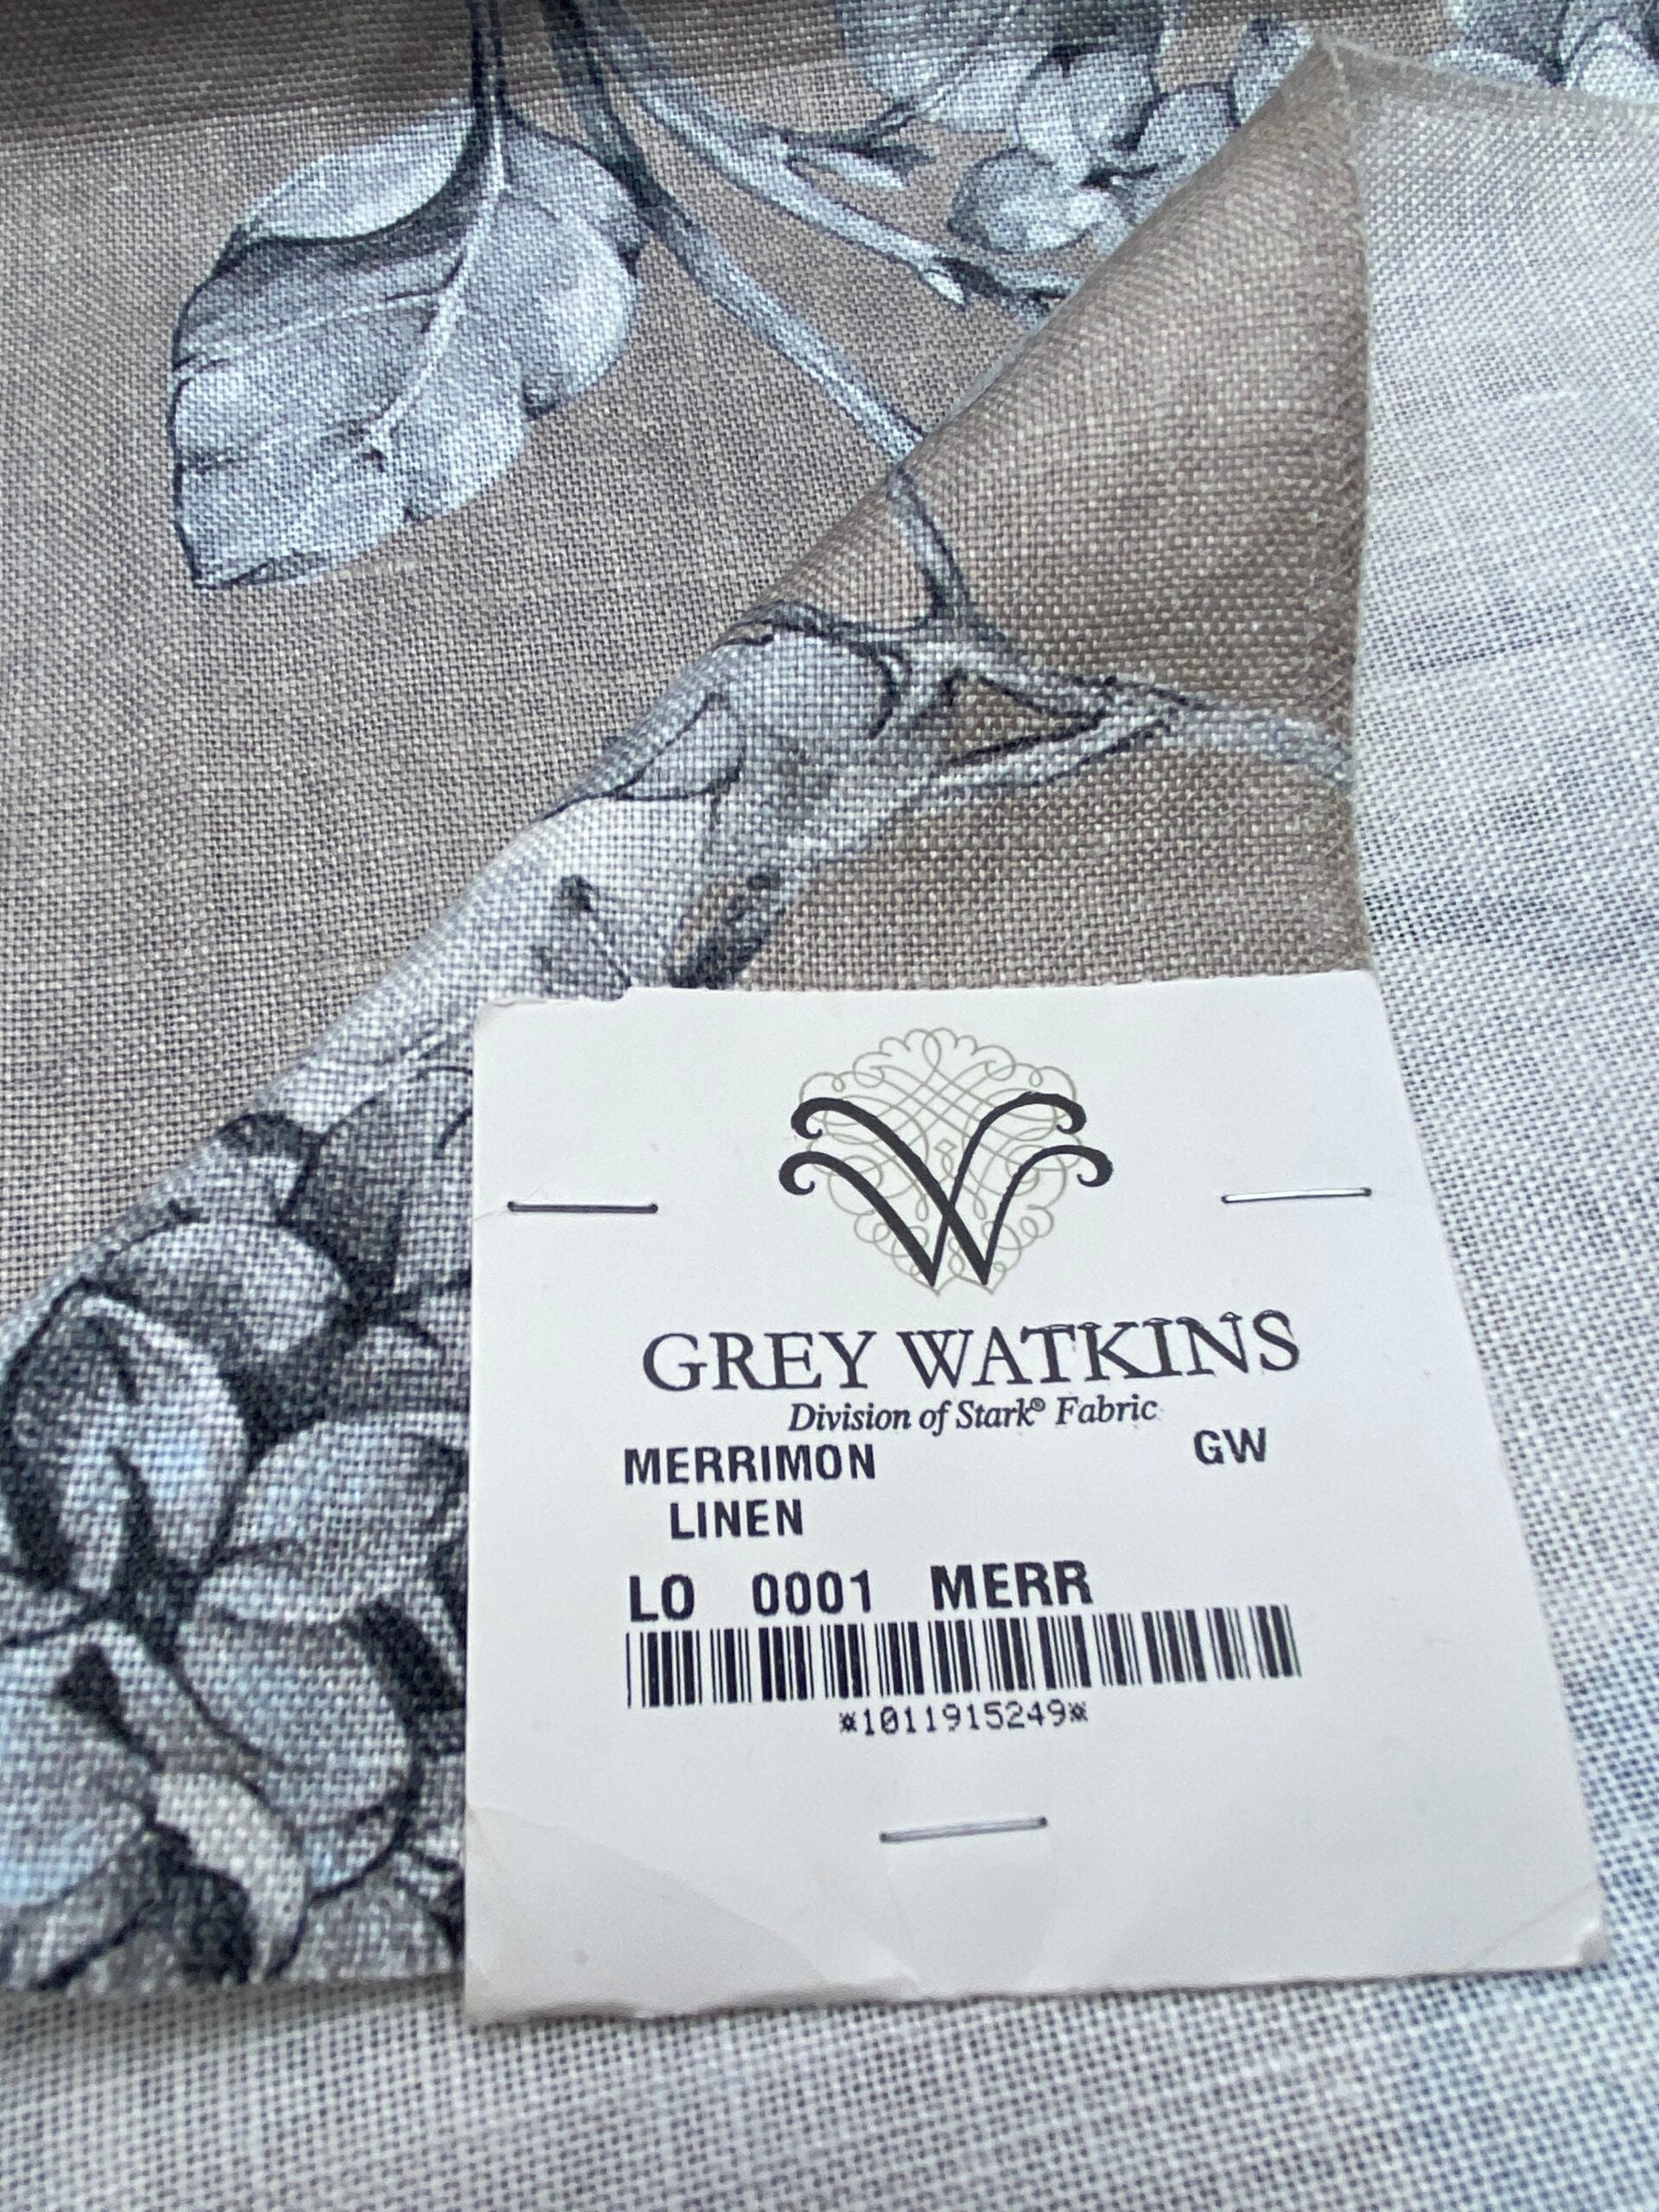 W
GREY WATKINS
Division of Stark® Fabric
MERRIMON GW
LINEN
LO 0001 MERR
*1011915249*